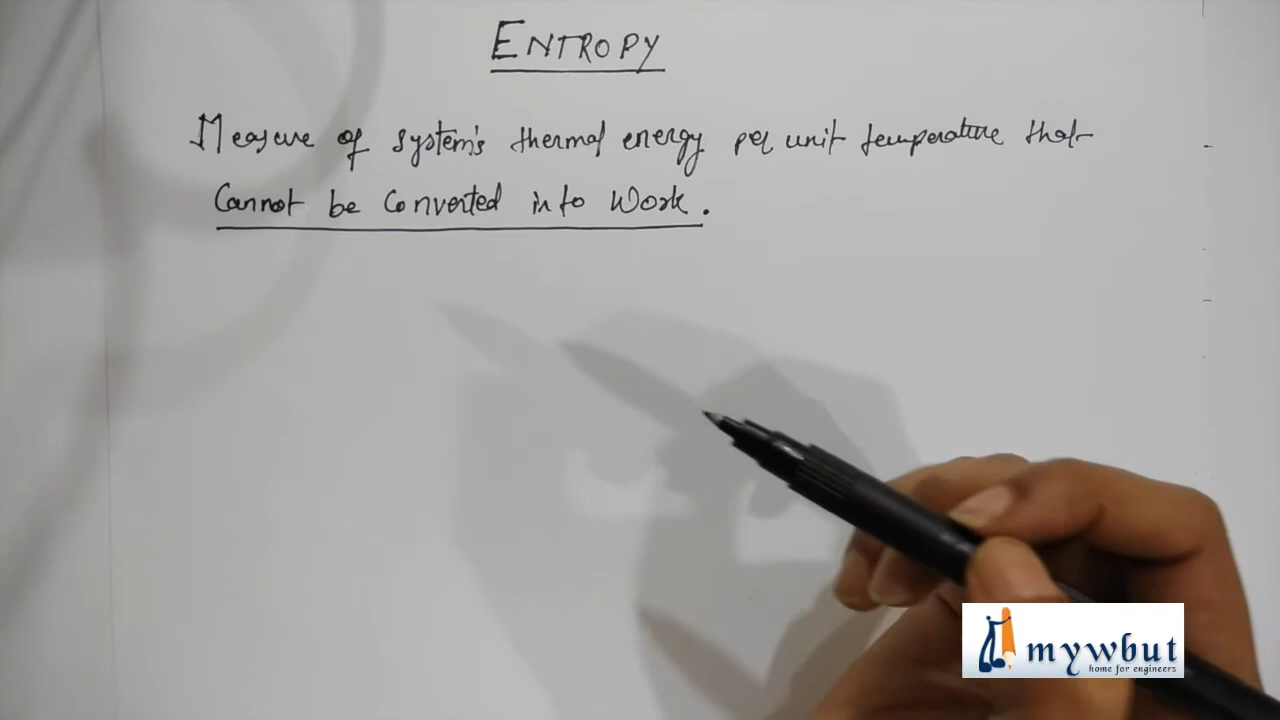 ENTROPY
Measure of system's thermal energy per unit temperature that
Cannot be Converted into Work.
mywbut
home for engineers